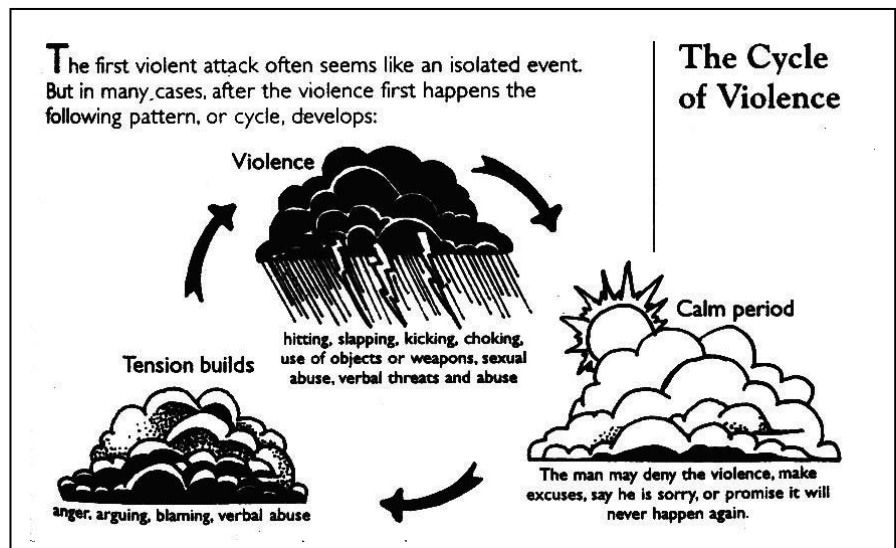 The first violent attack often seems like an isolated event.
But in many cases, after the violence first happens the
following pattern, or cycle, develops:
The Cycle
of Violence
Violence
hitting, slapping, kicking, choking,
use of objects or weapons, sexual
abuse, verbal threats and abuse
Calm period
The man may deny the violence, make
excuses, say he is sorry, or promise it will
never happen again.
Tension builds
anger, arguing, blaming, verbal abuse